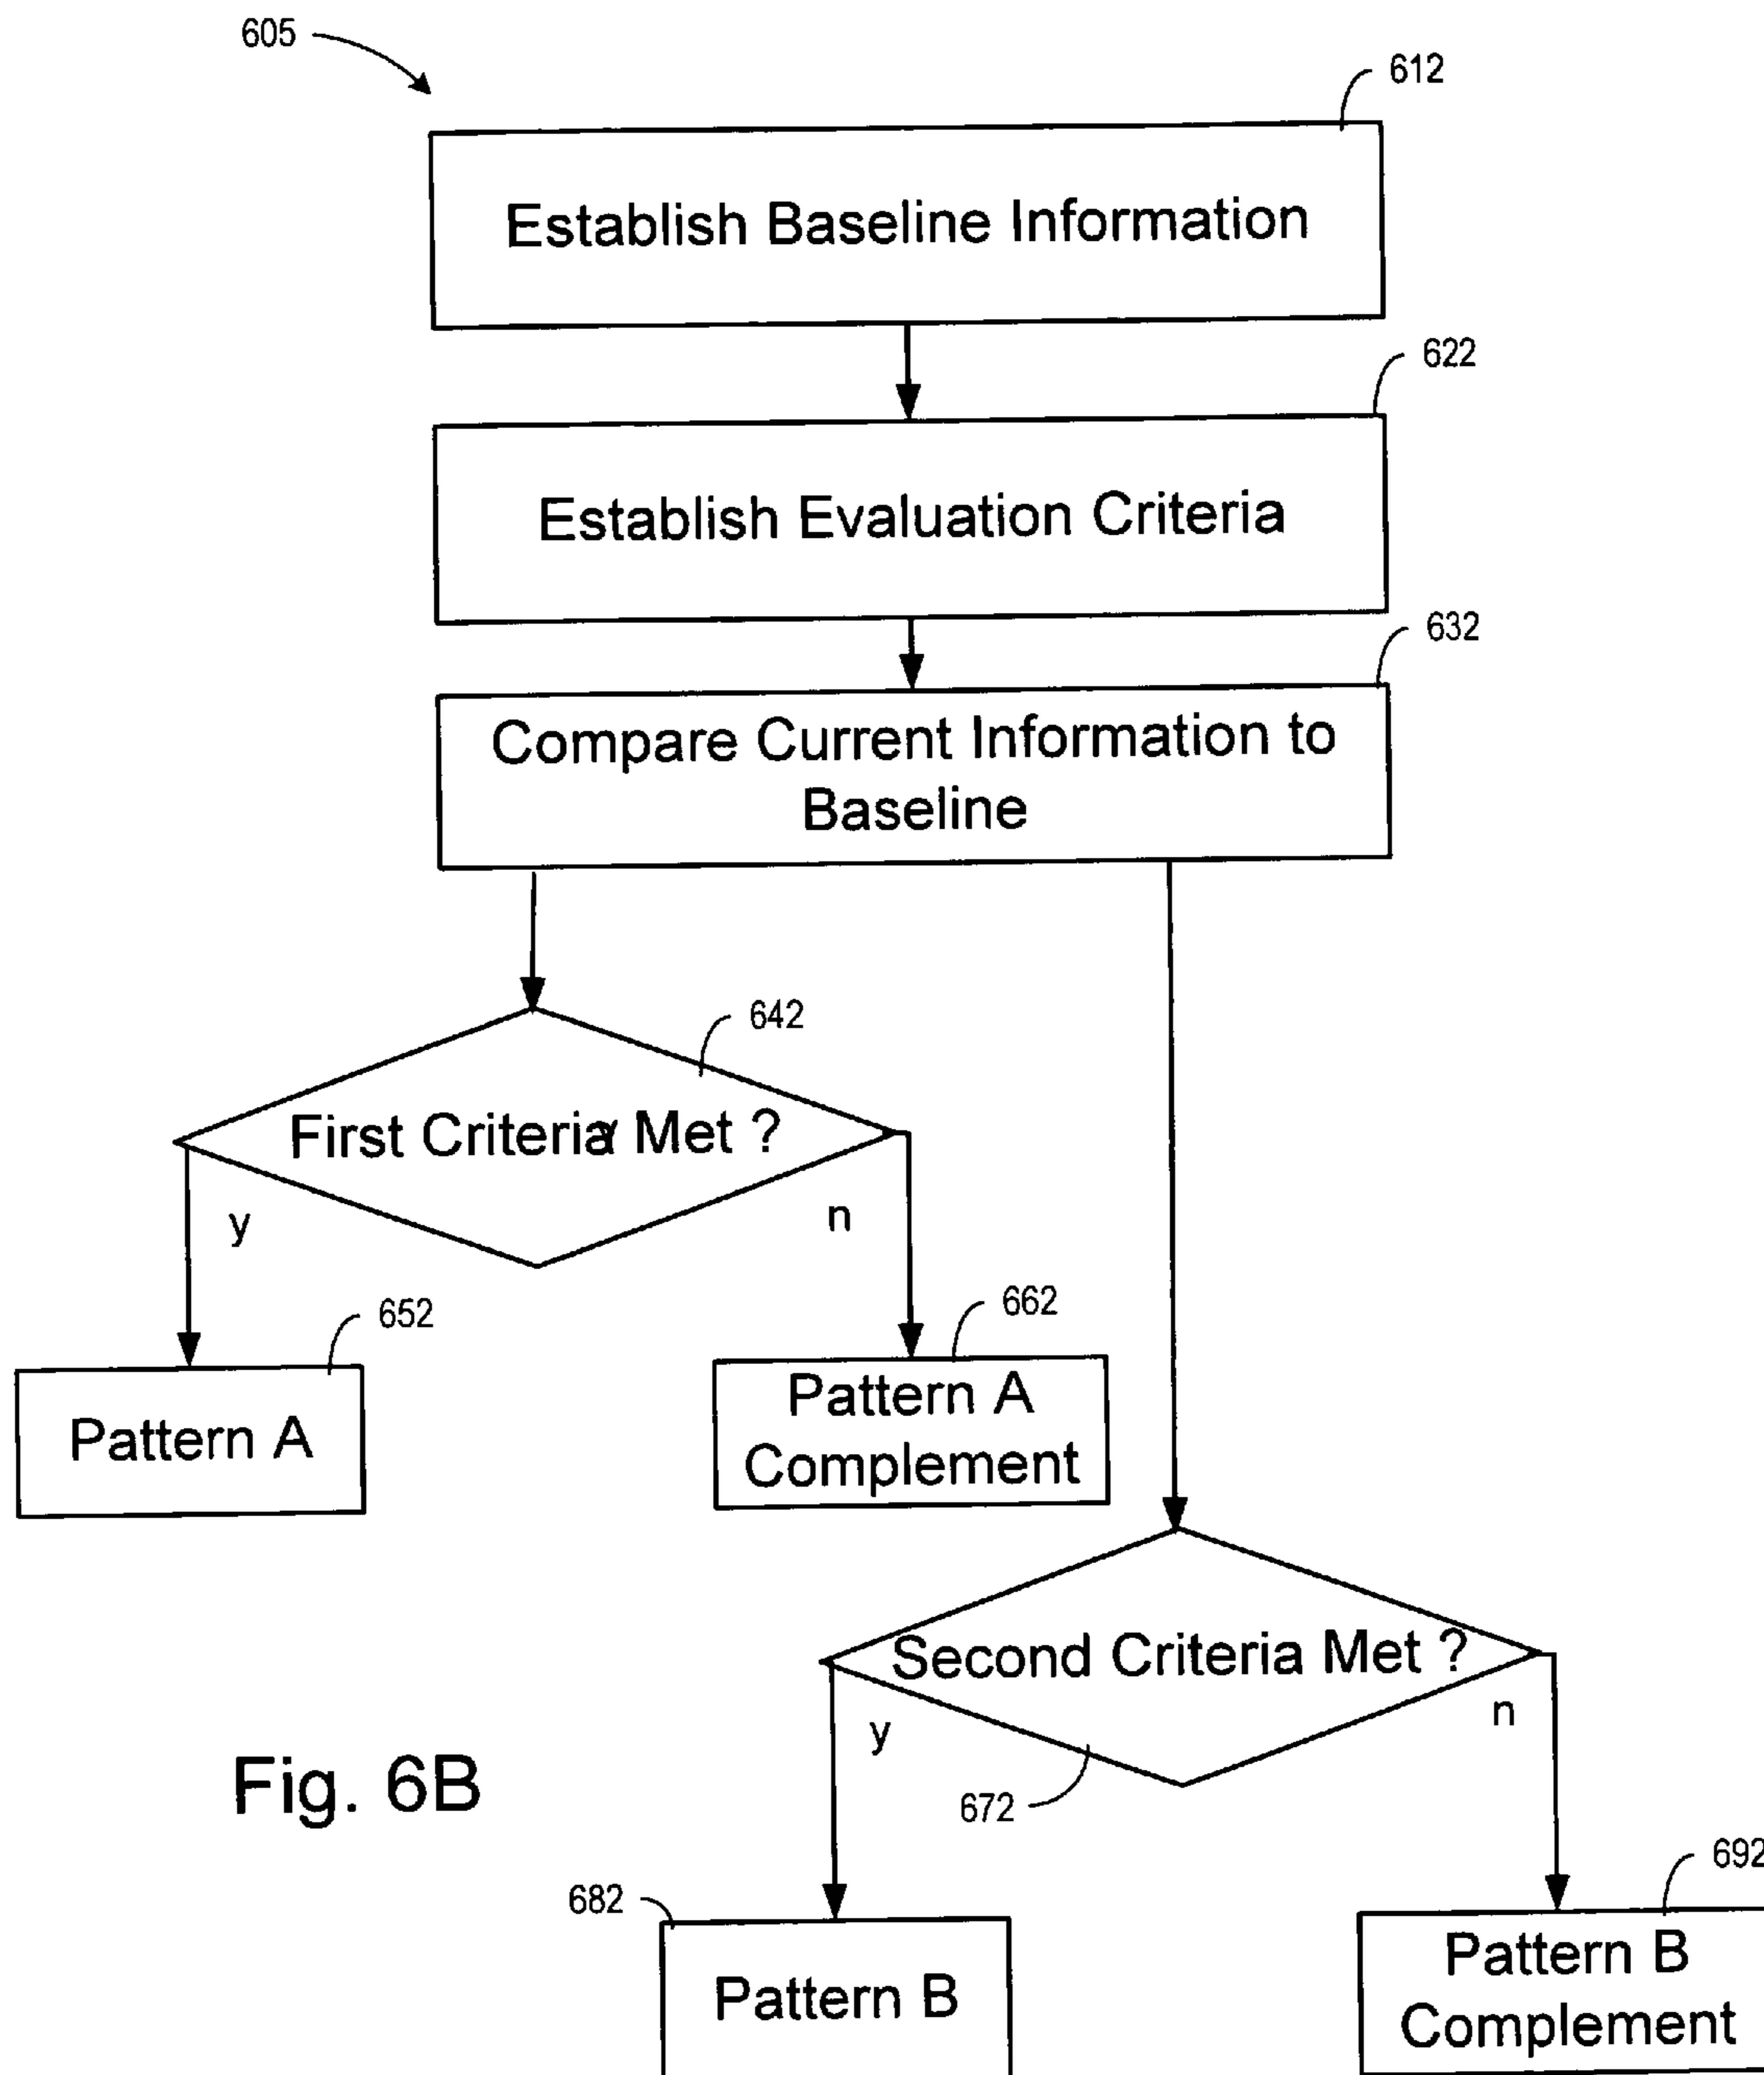 605
612
Establish Baseline Information
622
Establish Evaluation Criteria
632
Compare Current Information to
Baseline
642
First Criteria Met ?
y
n
652
Pattern A
662
Pattern A
Complement
Second Criteria Met ?
y
n
672
Fig. 6B
682
Pattern B
692
Pattern B
Complement